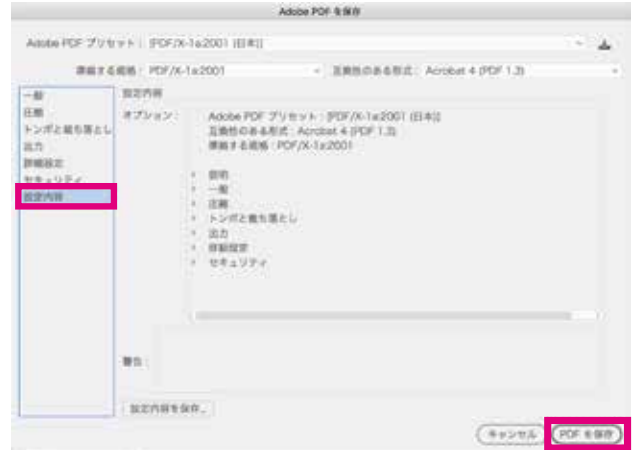 Adobe PDF を保存
Adobe PDF プリセット： [PDF/X-1a:2001 (日本)]
準拠する規格： PDF/X-1a:2001　互換性のある形式： Acrobat 4 (PDF 1.3)
一般
圧縮
トンボと裁ち落とし
出力
詳細設定
セキュリティ
設定内容
設定内容
オプション：
Adobe PDF プリセット : [PDF/X-1a:2001 (日本)]
互換性のある形式 : Acrobat 4 (PDF 1.3)
準拠する規格 : PDF/X-1a:2001
説明
一般
圧縮
トンボと裁ち落とし
出力
詳細設定
セキュリティ
警告：
設定内容を保存...
キャンセル
PDF を保存